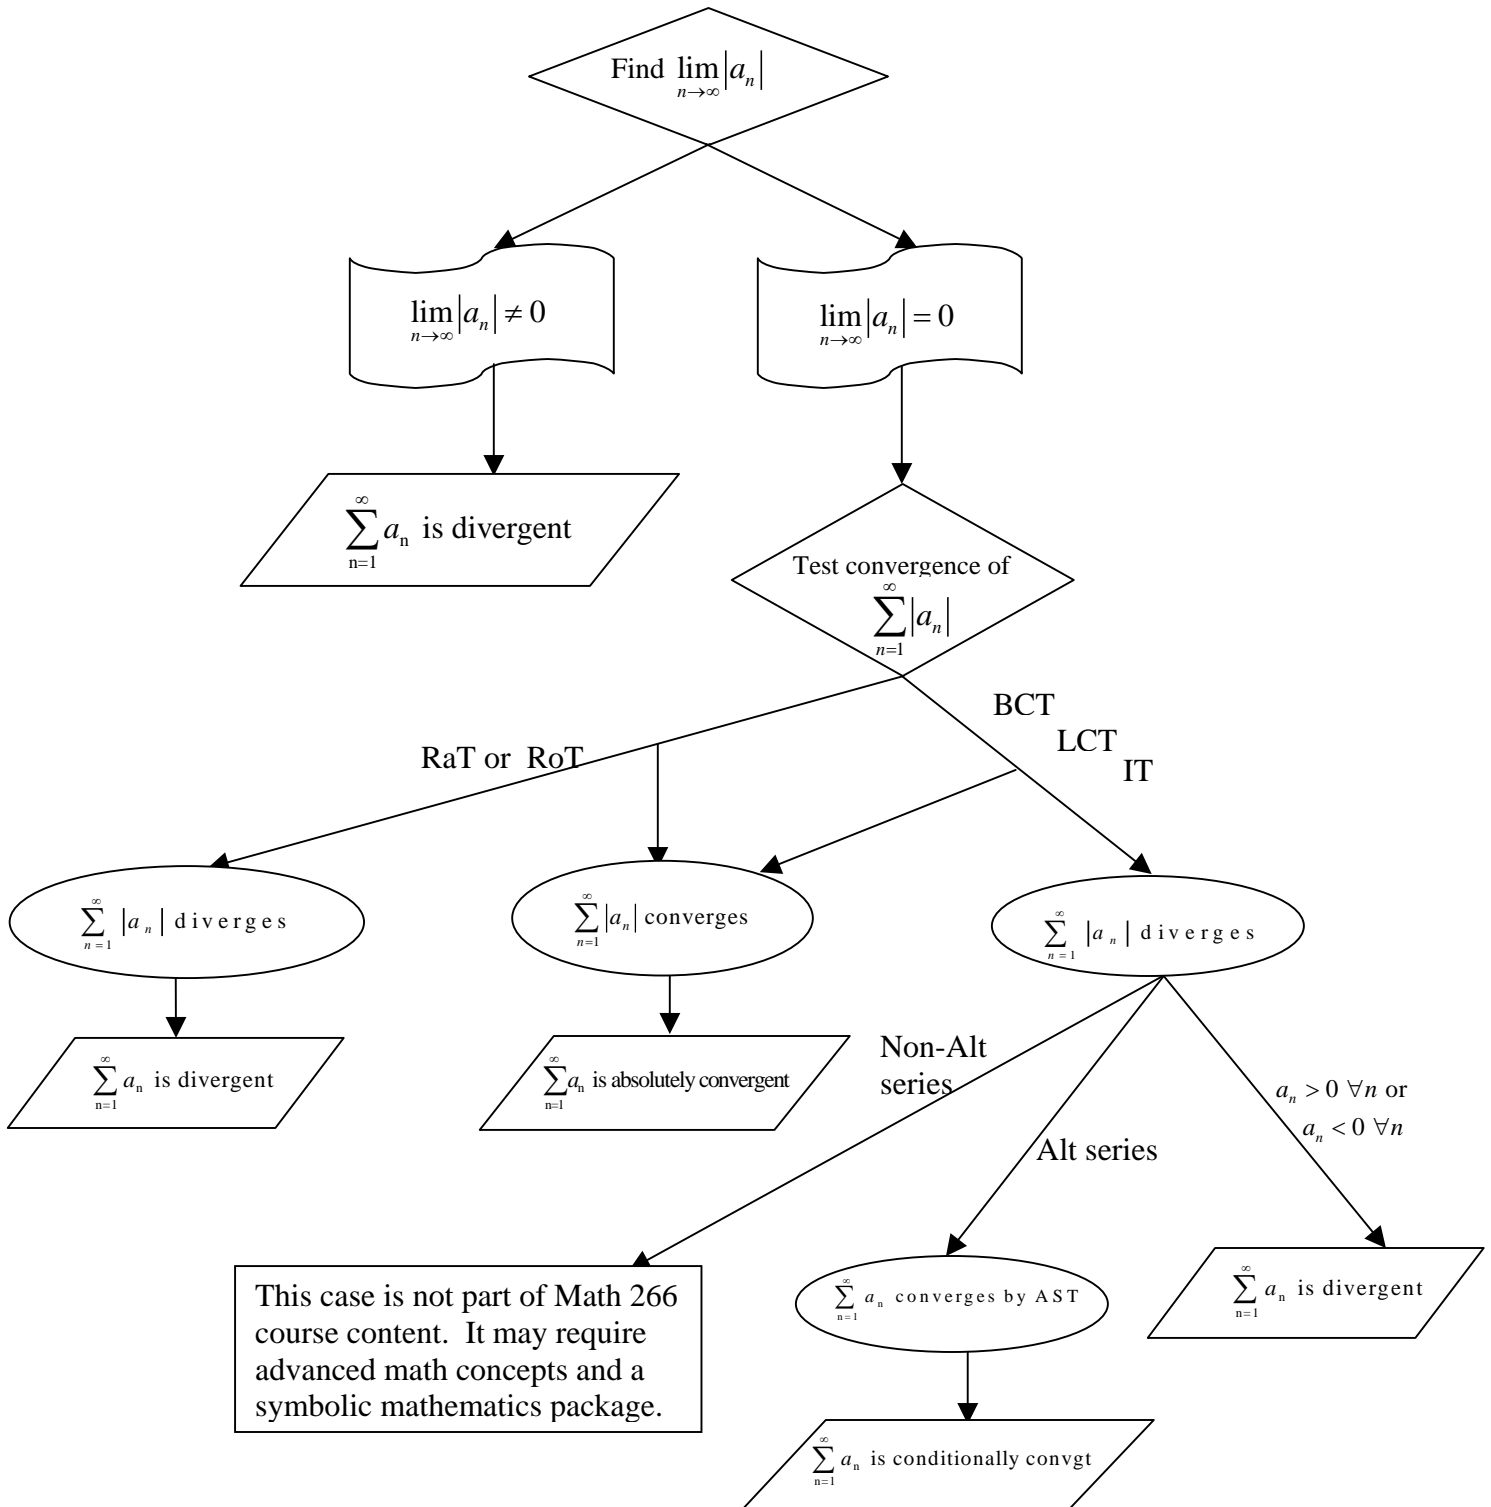 Find lim n→∞ |a_n|
lim n→∞ |a_n| ≠ 0
lim n→∞ |a_n| = 0
∞ ∑ n=1 a_n is divergent
Test convergence of
∞ ∑ n=1 |a_n|
BCT
LCT
IT
RaT or RoT
∞ ∑ n=1 |a_n| diverges
∞ ∑ n=1 |a_n| converges
∞ ∑ n=1 |a_n| diverges
∞ ∑ n=1 a_n is divergent
∞ ∑ n=1 a_n is absolutely convergent
Non-Alt
series
Alt series
a_n > 0 ∀n or
a_n < 0 ∀n
This case is not part of Math 266
course content. It may require
advanced math concepts and a
symbolic mathematics package.
∞ ∑ n=1 a_n converges by AST
∞ ∑ n=1 a_n is divergent
∞ ∑ n=1 a_n is conditionally convgt